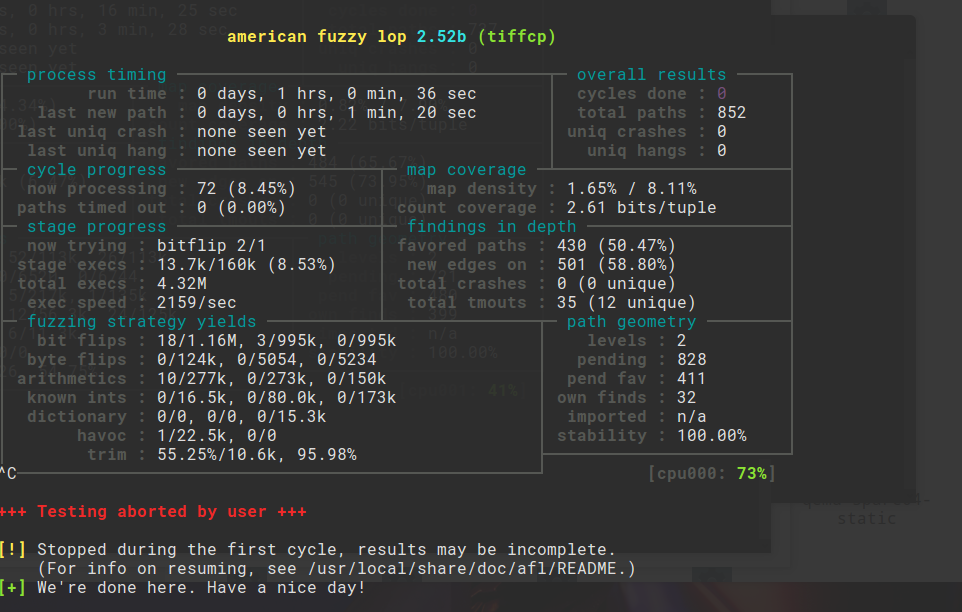 american fuzzy lop 2.52b (tiffcp)
process timing overall results
run time : 0 days, 1 hrs, 0 min, 36 sec cycles done : 0
last new path : 0 days, 0 hrs, 1 min, 20 sec total paths : 852
last uniq crash : none seen yet uniq crashes : 0
last uniq hang : none seen yet uniq hangs : 0
cycle progress map coverage
now processing : 72 (8.45%) map density : 1.65% / 8.11%
paths timed out : 0 (0.00%) count coverage : 2.61 bits/tuple
stage progress findings in depth
now trying : bitflip 2/1 favored paths : 430 (50.47%)
stage execs : 13.7k/160k (8.53%) new edges on : 501 (58.80%)
total execs : 4.32M total crashes : 0 (0 unique)
exec speed : 2159/sec total tmouts : 35 (12 unique)
fuzzing strategy yields path geometry
bit flips : 18/1.16M, 3/995k, 0/995k levels : 2
byte flips : 0/124k, 0/5054, 0/5234 pending : 828
arithmetics : 10/277k, 0/273k, 0/150k pend fav : 411
known ints : 0/16.5k, 0/80.0k, 0/173k own finds : 32
dictionary : 0/0, 0/0, 0/15.3k imported : n/a
havoc : 1/22.5k, 0/0 stability : 100.00%
trim : 55.25%/10.6k, 95.98%
^C [cpu000: 73%]
+++ Testing aborted by user +++
static
[!] Stopped during the first cycle, results may be incomplete.
(For info on resuming, see /usr/local/share/doc/afl/README.)
[+] We're done here. Have a nice day!